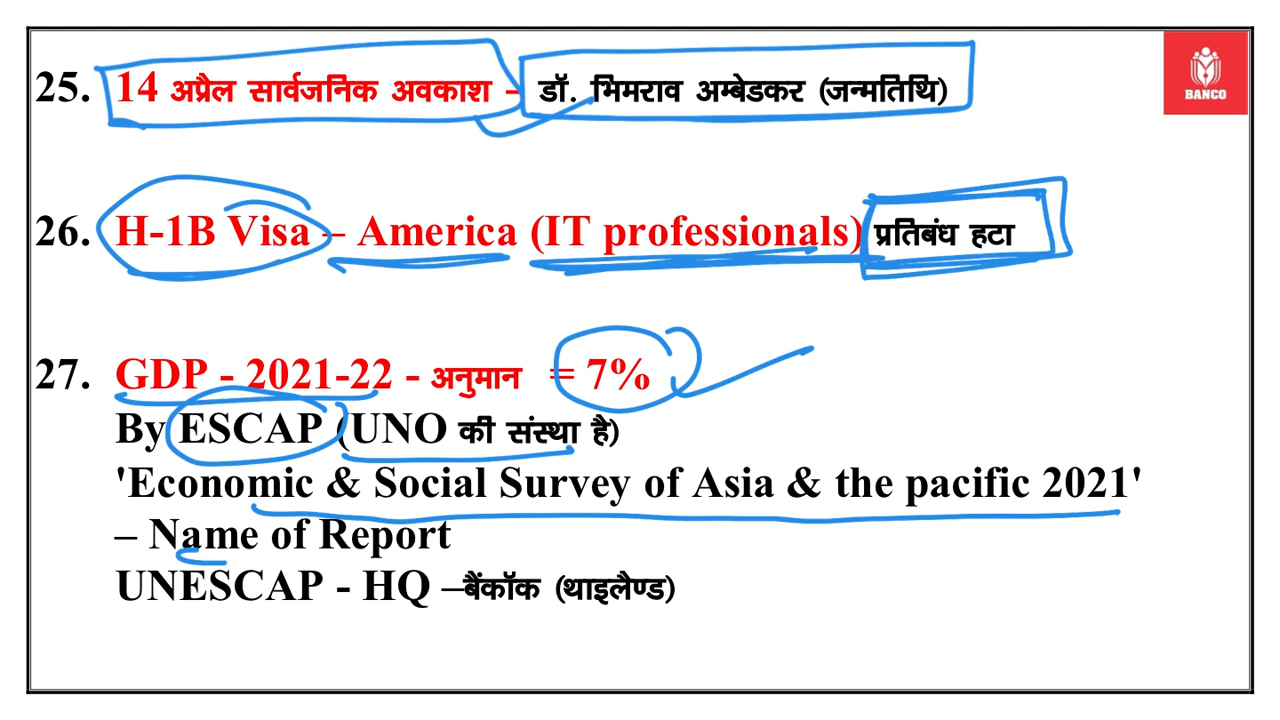 25. 14 अप्रैल सार्वजनिक अवकाश - डॉ. भिमराव अम्बेडकर (जन्मतिथि)
BANCO
26. H-1B Visa – America (IT professionals) प्रतिबंध हटा
27. GDP - 2021-22 - अनुमान = 7%
By ESCAP (UNO की संस्था है)
'Economic & Social Survey of Asia & the pacific 2021'
– Name of Report
UNESCAP - HQ –बैंकॉक (थाइलैण्ड)